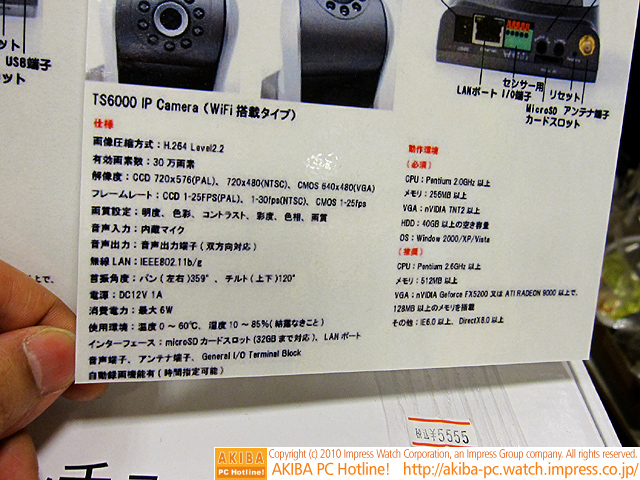 ット
USB端子
ット
LANポート
I/O端子
センサー用
リセット
MicroSD アンテナ端子
カードスロット
TS6000 IP Camera (WiFi 搭載タイプ)
仕様
画像圧縮方式：H.264 Level2.2
有効画素数：30 万画素
解像度：CCD 720x576(PAL)、 720x480(NTSC)、 CMOS 640x480(VGA)
フレームレート：CCD 1-25FPS(PAL)、 1-30fps(NTSC)、 CMOS 1-25fps
画質設定：明度、色彩、コントラスト、彩度、色相、画質
音声入力：内蔵マイク
音声出力：音声出力端子 (双方向対応)
無線 LAN：IEEE802.11b/g
首振角度：パン (左右) 359°、チルト (上下) 120°
電源：DC12V 1A
消費電力：最大 6W
使用環境：温度 0 ～ 60℃、湿度 10 ～ 85% (結露なきこと)
インターフェース：microSD カードスロット (32GB まで対応)、LAN ポート
音声端子、アンテナ端子、General I/O Terminal Block
自動録画機能有 (時間指定可能)
動作環境
(必須)
CPU：Pentium 2.0GHz 以上
メモリ：256MB 以上
VGA：nVIDIA TNT2 以上
HDD：40GB 以上の空き容量
OS：Window 2000/XP/Vista
(推奨)
CPU：Pentium 2.6GHz 以上
メモリ：512MB 以上
VGA：nVIDIA Geforce FX5200 又は ATI RADEON 9000 以上で、
128MB 以上のメモリを搭載
その他：IE6.0 以上、DirectX8.0 以上
¥5555
AKIBA
PC Hotline!
Copyright (c) 2010 Impress Watch Corporation, an Impress Group company. All rights reserved.
AKIBA PC Hotline! http://akiba-pc.watch.impress.co.jp/